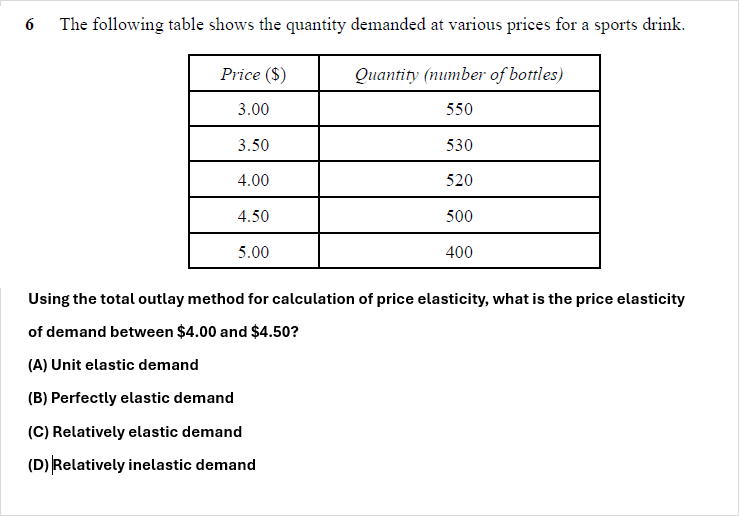 6 The following table shows the quantity demanded at various prices for a sports drink.
Price ($) Quantity (number of bottles)
3.00 550
3.50 530
4.00 520
4.50 500
5.00 400
Using the total outlay method for calculation of price elasticity, what is the price elasticity
of demand between $4.00 and $4.50?
(A) Unit elastic demand
(B) Perfectly elastic demand
(C) Relatively elastic demand
(D) Relatively inelastic demand